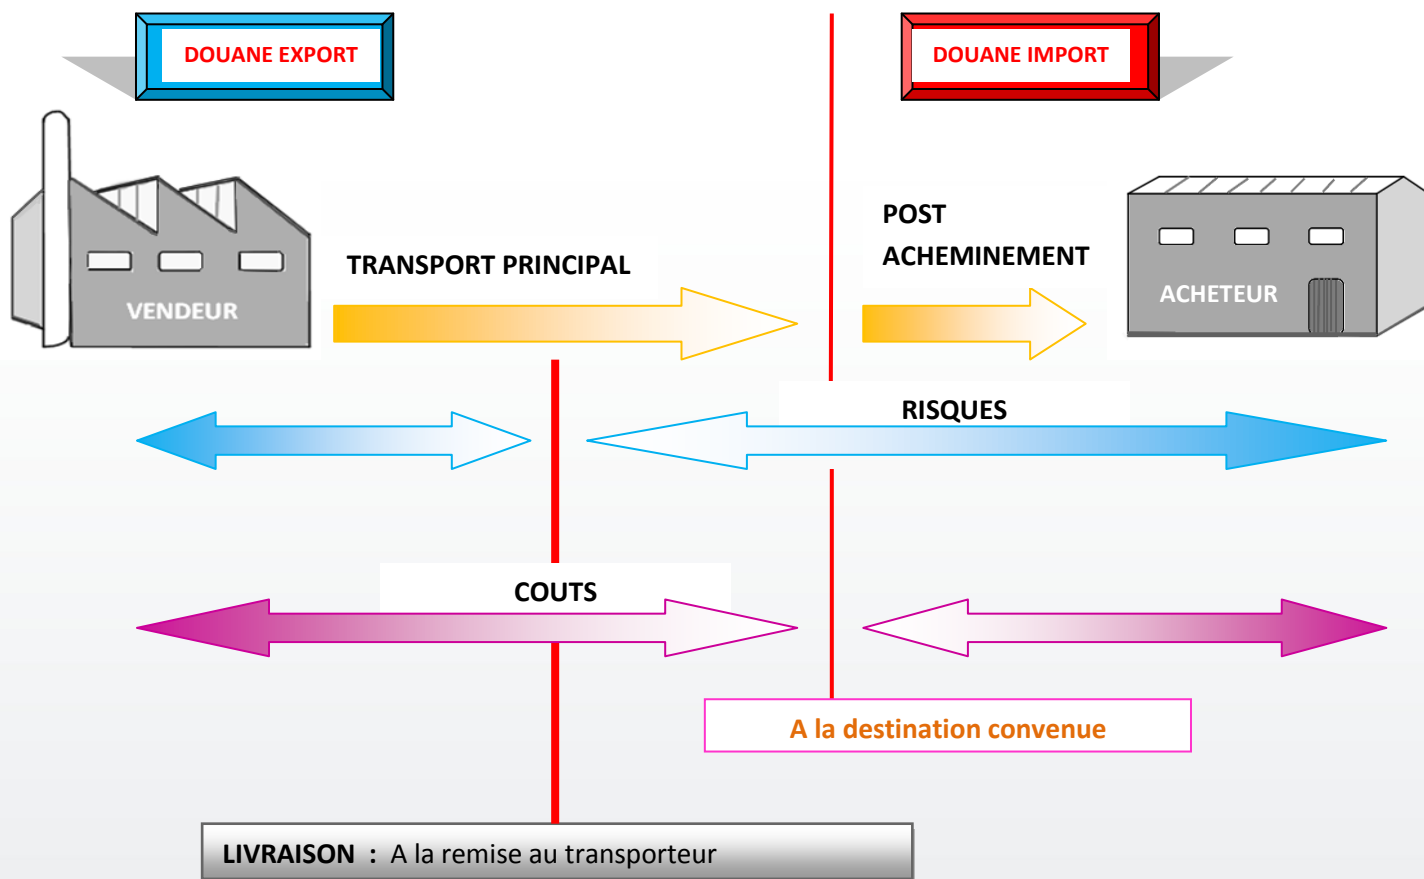 DOUANE EXPORT
DOUANE IMPORT
POST
ACHEMINEMENT
TRANSPORT PRINCIPAL
VENDEUR
ACHETEUR
RISQUES
COUTS
A la destination convenue
LIVRAISON : A la remise au transporteur